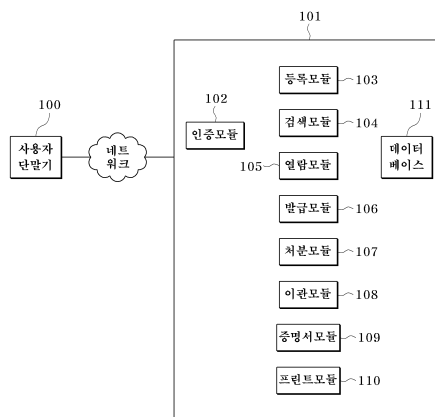 101
등록모듈
103
100
102
검색모듈
104
111
사용자
단말기
네트
워크
인증모듈
105
열람모듈
데이터
베이스
발급모듈
106
처분모듈
107
이관모듈
108
증명서모듈
109
프린트모듈
110